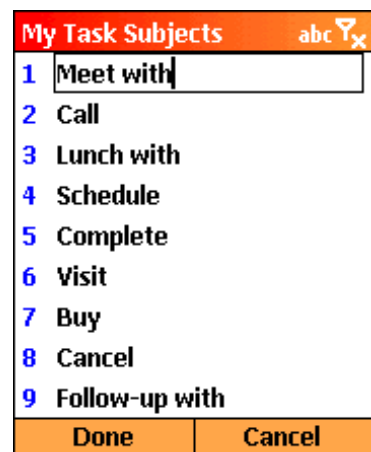 My Task Subjects abc
1 Meet with
2 Call
3 Lunch with
4 Schedule
5 Complete
6 Visit
7 Buy
8 Cancel
9 Follow-up with
Done Cancel